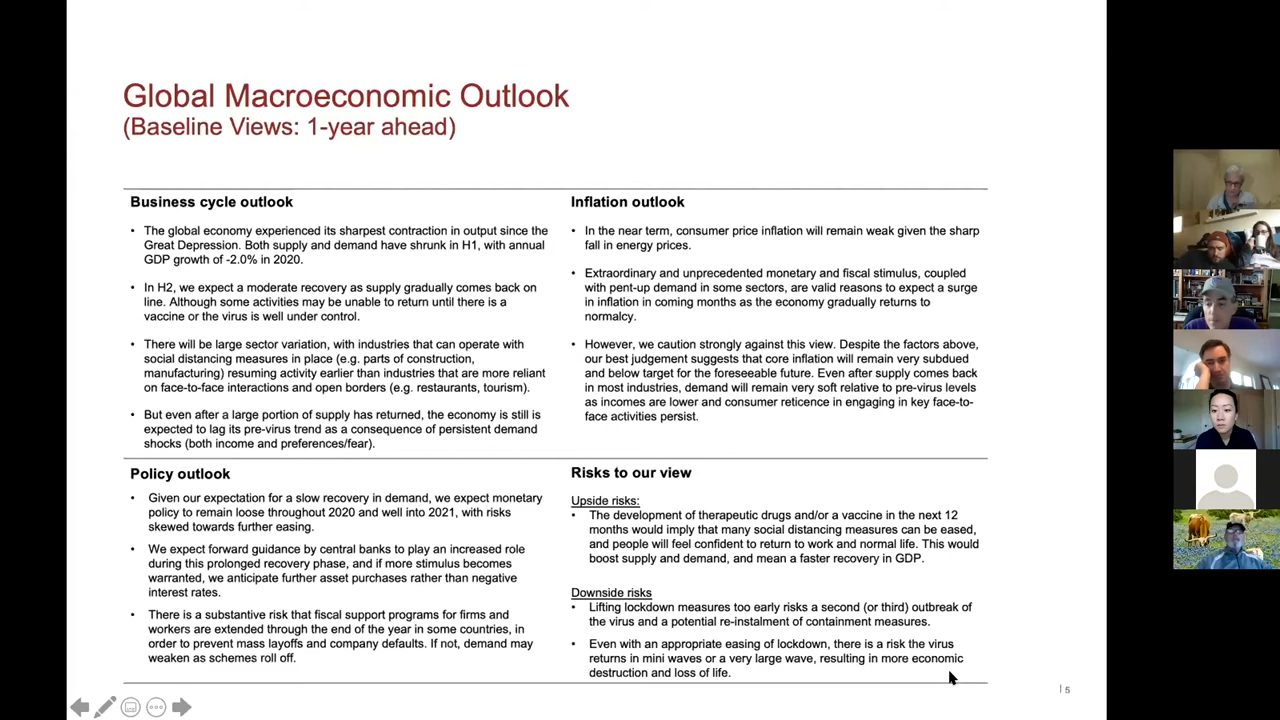 Global Macroeconomic Outlook
(Baseline Views: 1-year ahead)
Business cycle outlook
• The global economy experienced its sharpest contraction in output since the
Great Depression. Both supply and demand have shrunk in H1, with annual
GDP growth of -2.0% in 2020.
• In H2, we expect a moderate recovery as supply gradually comes back on
line. Although some activities may be unable to return until there is a
vaccine or the virus is well under control.
• There will be large sector variation, with industries that can operate with
social distancing measures in place (e.g. parts of construction,
manufacturing) resuming activity earlier than industries that are more reliant
on face-to-face interactions and open borders (e.g. restaurants, tourism).
• But even after a large portion of supply has returned, the economy is still is
expected to lag its pre-virus trend as a consequence of persistent demand
shocks (both income and preferences/fear).
Inflation outlook
• In the near term, consumer price inflation will remain weak given the sharp
fall in energy prices.
• Extraordinary and unprecedented monetary and fiscal stimulus, coupled
with pent-up demand in some sectors, are valid reasons to expect a surge
in inflation in coming months as the economy gradually returns to
normalcy.
• However, we caution strongly against this view. Despite the factors above,
our best judgement suggests that core inflation will remain very subdued
and below target for the foreseeable future. Even after supply comes back
in most industries, demand will remain very soft relative to pre-virus levels
as incomes are lower and consumer reticence in engaging in key face-to-
face activities persist.
Policy outlook
• Given our expectation for a slow recovery in demand, we expect monetary
policy to remain loose throughout 2020 and well into 2021, with risks
skewed towards further easing.
• We expect forward guidance by central banks to play an increased role
during this prolonged recovery phase, and if more stimulus becomes
warranted, we anticipate further asset purchases rather than negative
interest rates.
• There is a substantive risk that fiscal support programs for firms and
workers are extended through the end of the year in some countries, in
order to prevent mass layoffs and company defaults. If not, demand may
weaken as schemes roll off.
Risks to our view
Upside risks:
• The development of therapeutic drugs and/or a vaccine in the next 12
months would imply that many social distancing measures can be eased,
and people will feel confident to return to work and normal life. This would
boost supply and demand, and mean a faster recovery in GDP.
Downside risks
• Lifting lockdown measures too early risks a second (or third) outbreak of
the virus and a potential re-instalment of containment measures.
• Even with an appropriate easing of lockdown, there is a risk the virus
returns in mini waves or a very large wave, resulting in more economic
destruction and loss of life.
| 5